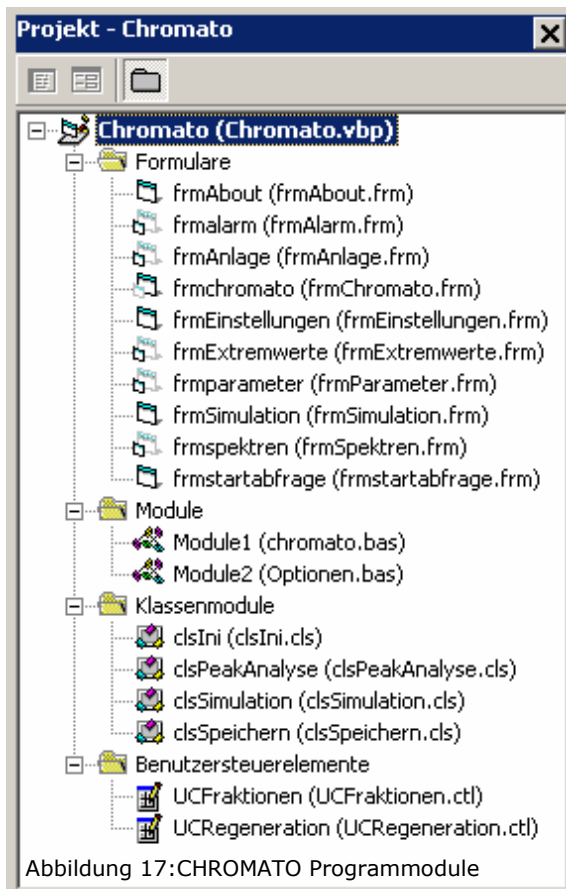 Projekt - Chromato
Chromato (Chromato.vbp)
Formulare
frmAbout (frmAbout.frm)
frmalarm (frmAlarm.frm)
frmAnlage (frmAnlage.frm)
frmchromato (frmChromato.frm)
frmEinstellungen (frmEinstellungen.frm)
frmExtremwerte (frmExtremwerte.frm)
frmparameter (frmParameter.frm)
frmSimulation (frmSimulation.frm)
frmspektren (frmSpektren.frm)
frmstartabfrage (frmstartabfrage.frm)
Module
Module1 (chromato.bas)
Module2 (Optionen.bas)
Klassenmodule
clsIni (clsIni.cls)
clsPeakAnalyse (clsPeakAnalyse.cls)
clsSimulation (clsSimulation.cls)
clsSpeichern (clsSpeichern.cls)
Benutzersteuerelemente
UCFraktionen (UCFraktionen.ctl)
UCRegeneration (UCRegeneration.ctl)
Abbildung 17:CHROMATO Programmodule